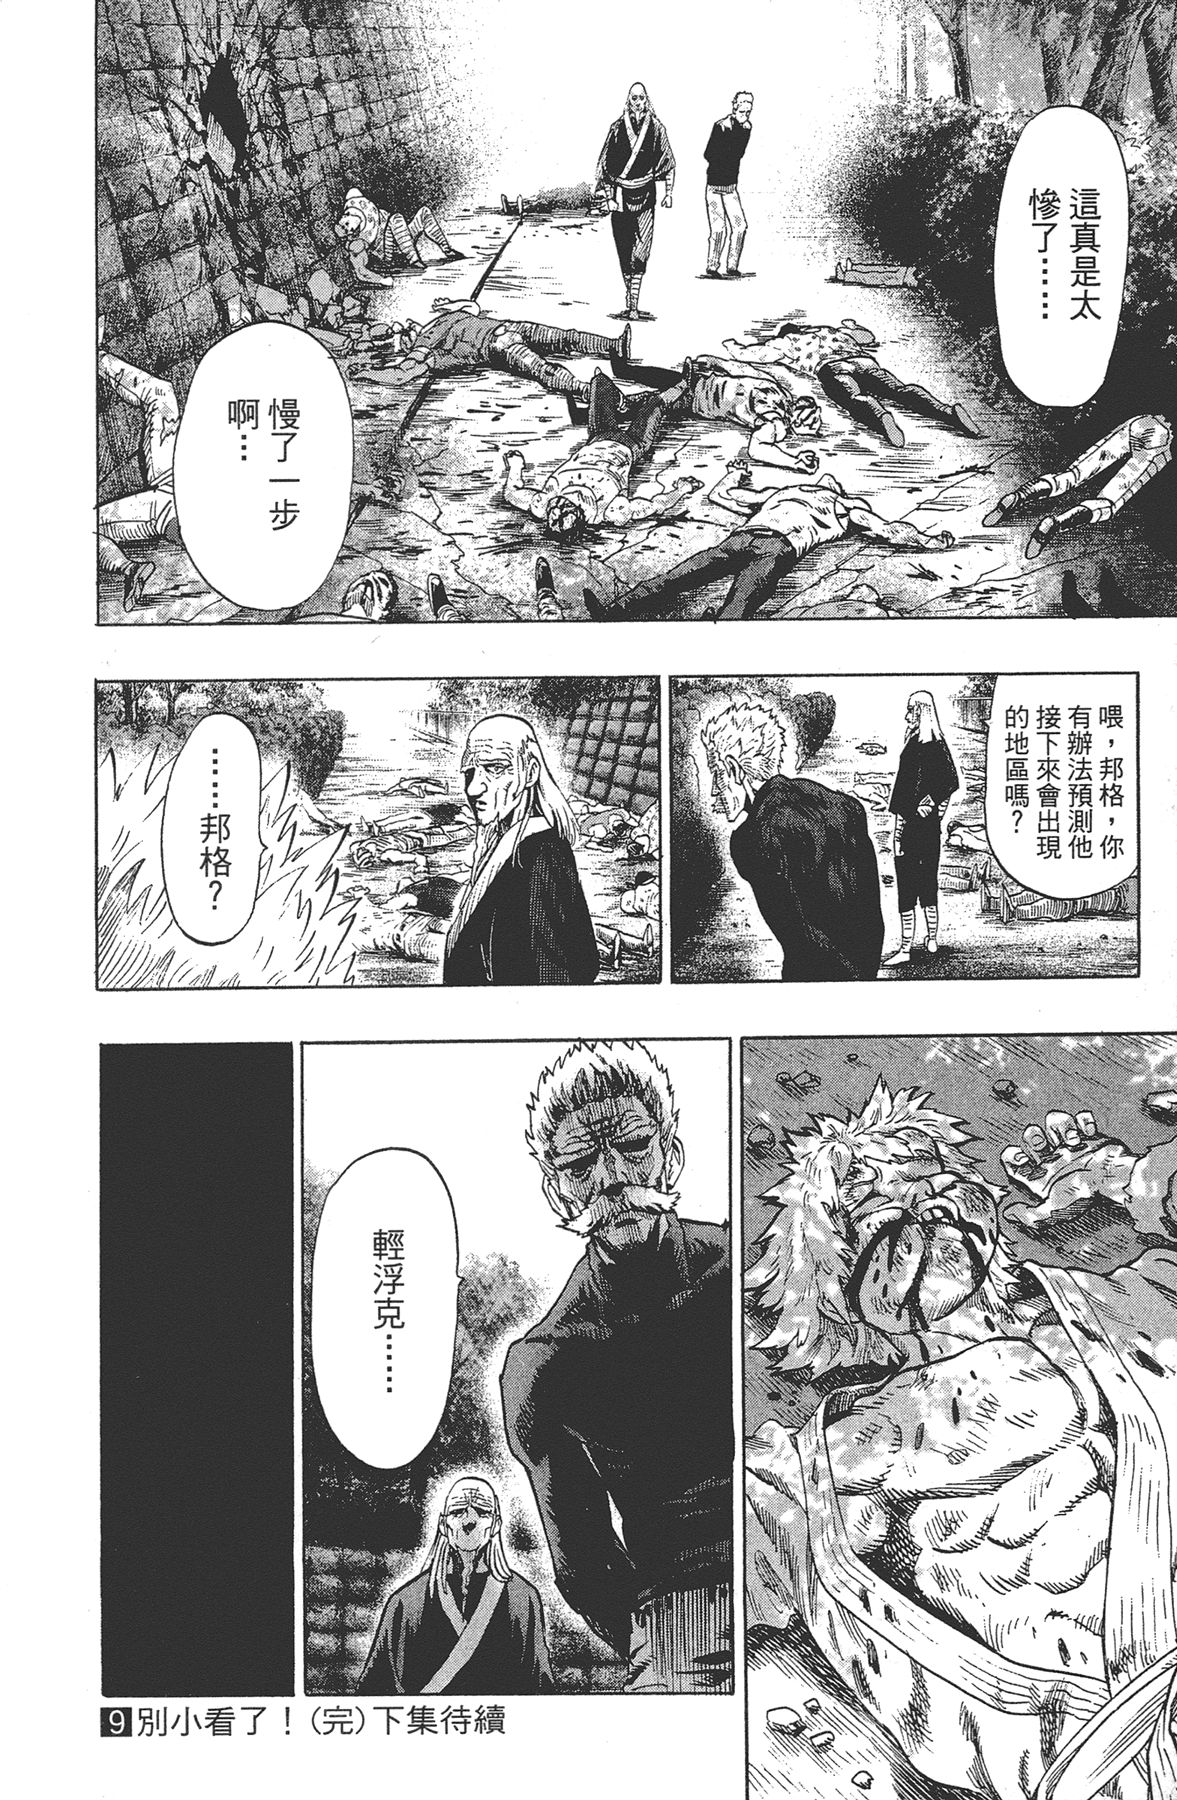 這真是太
慘了……
慢了一步
啊…
喂，邦格，你
有辦法預測他
接下來會出現
的地區嗎？
……邦格？
輕浮克……
9別小看了！(完)下集待續